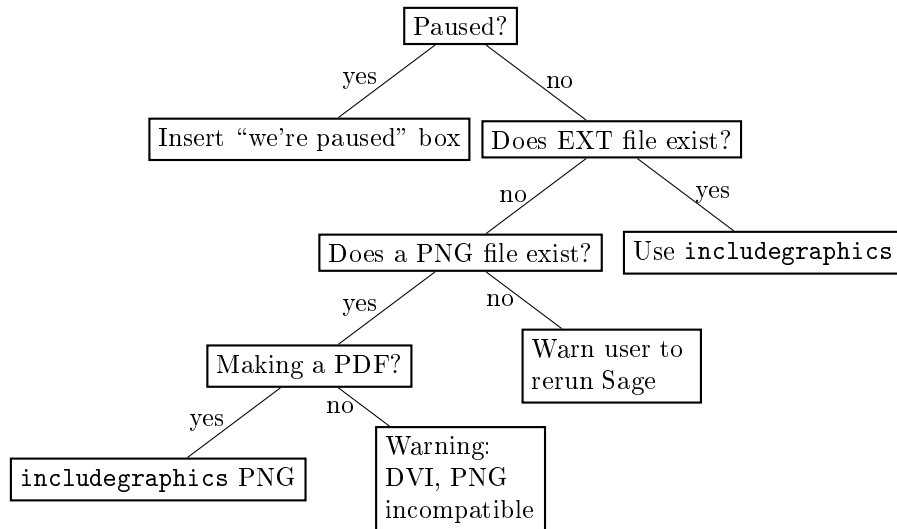 Paused?
yes
no
Insert “we're paused” box
Does EXT file exist?
no
yes
Does a PNG file exist?
Use includegraphics
yes
no
Making a PDF?
Warn user to
rerun Sage
yes
no
includegraphics PNG
Warning:
DVI, PNG
incompatible